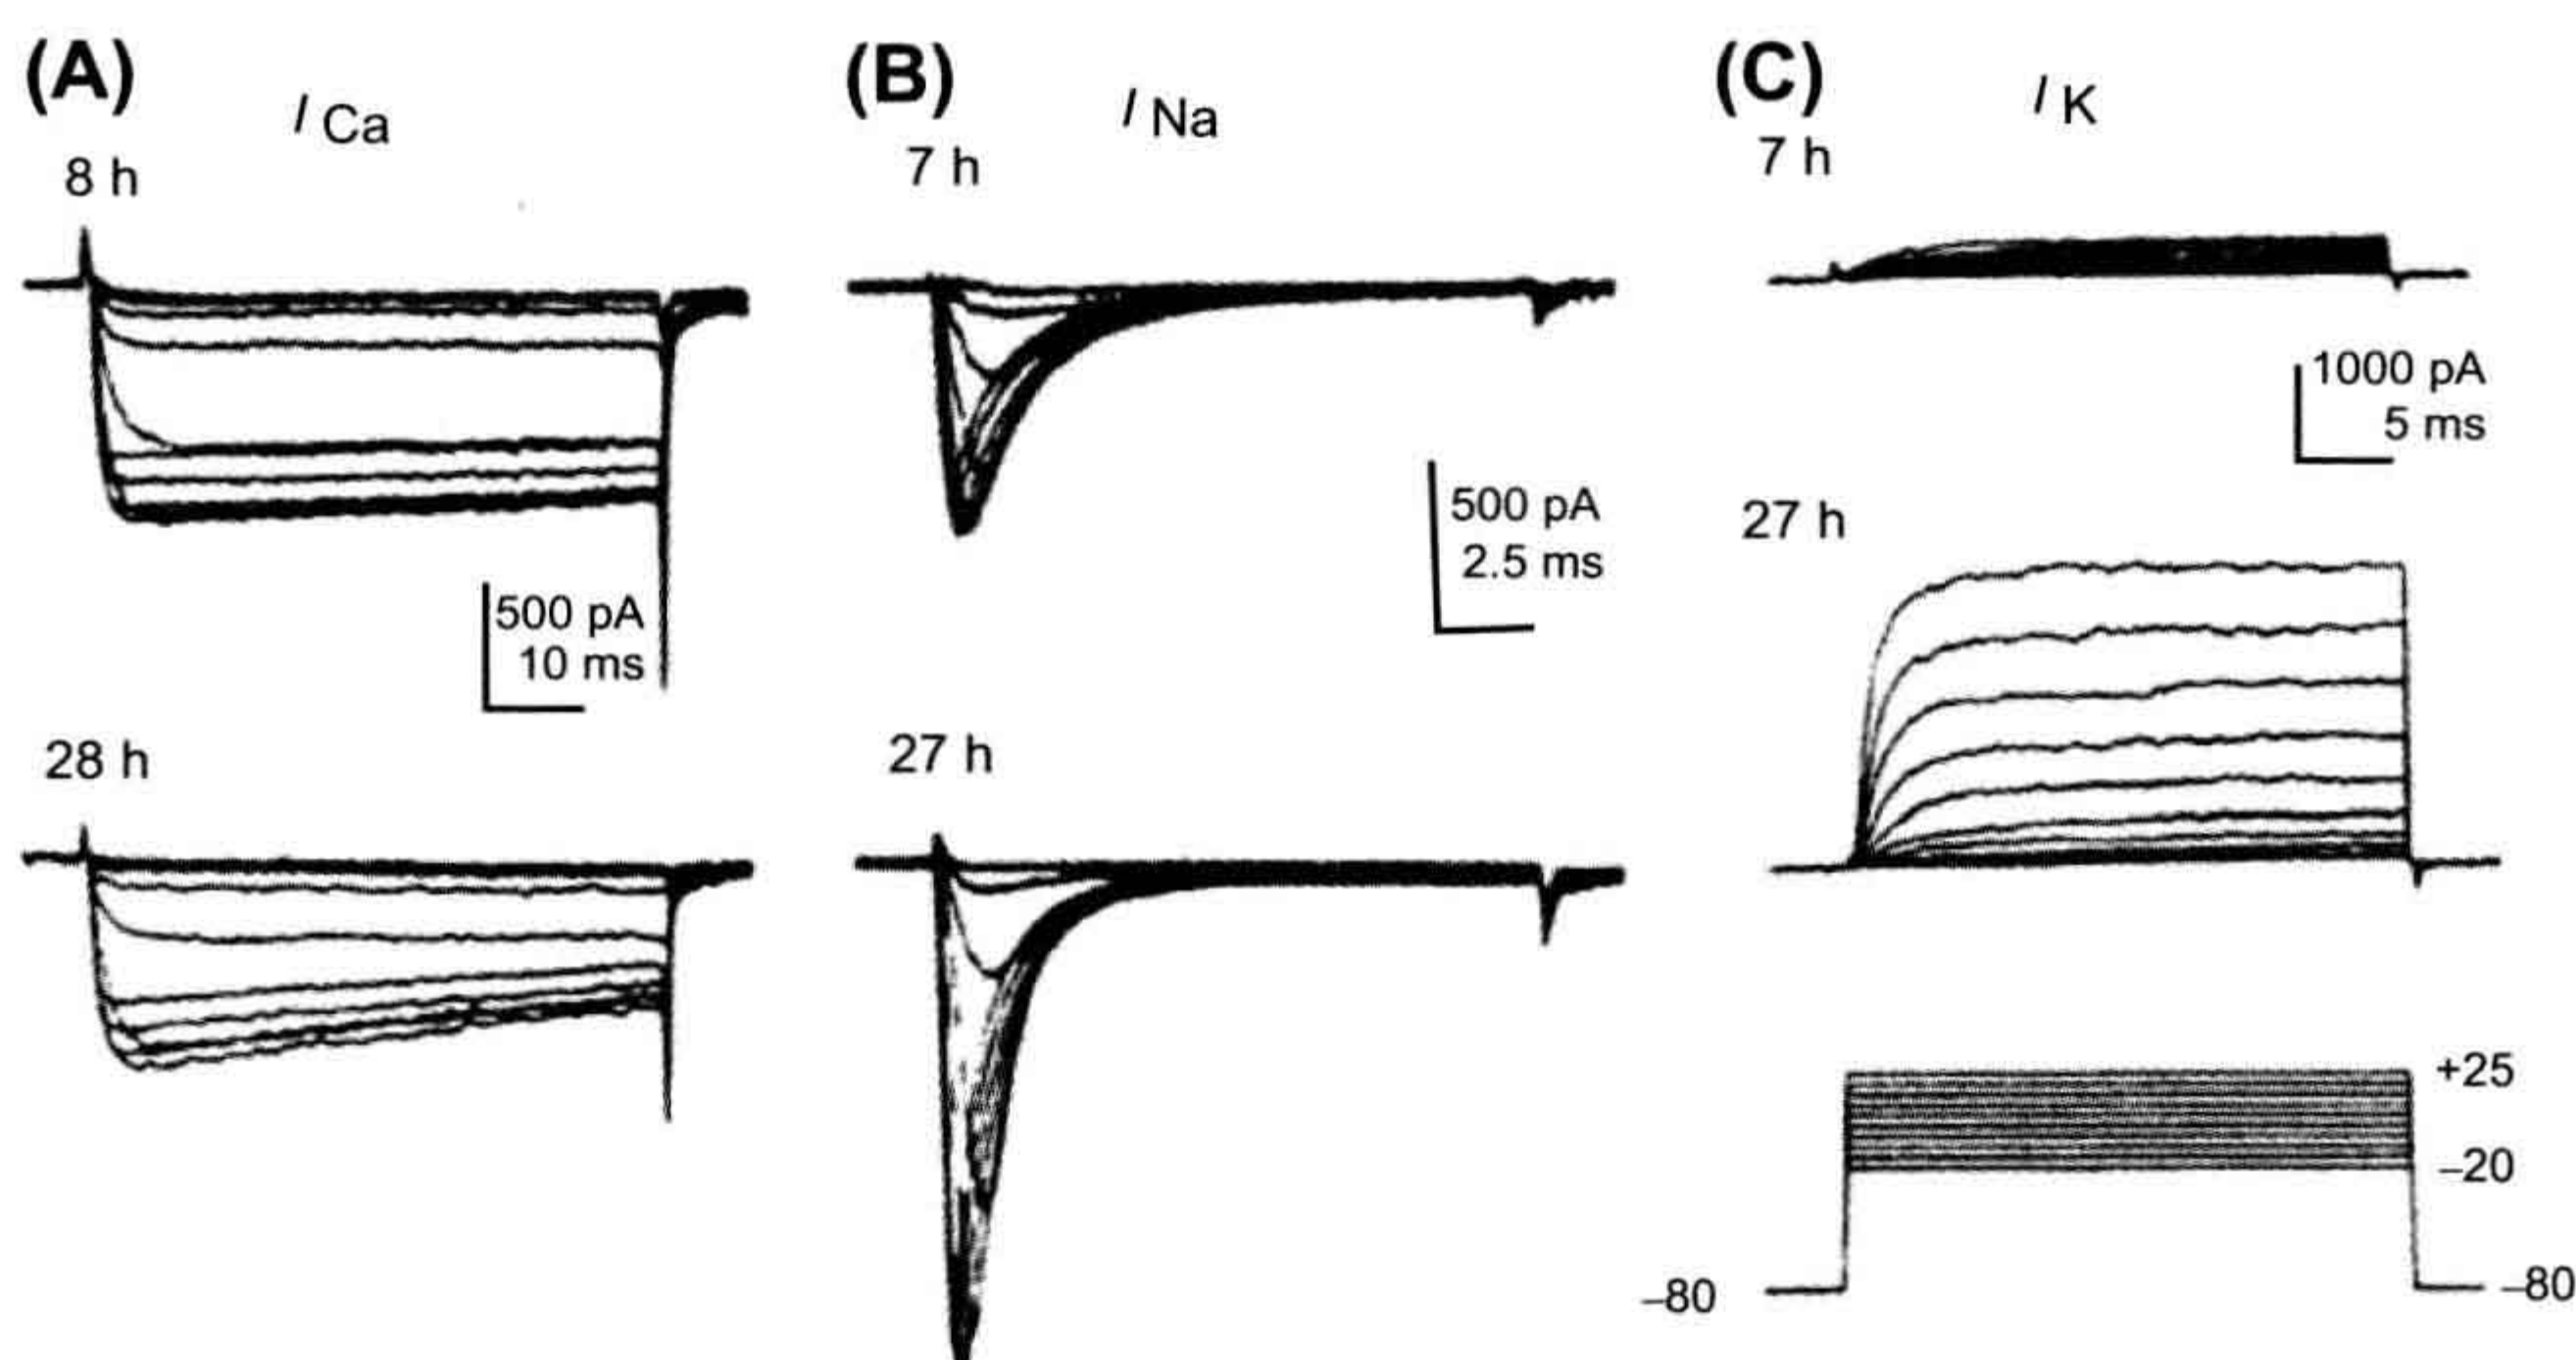 (A)
I Ca
8 h
500 pA
10 ms
28 h
(B)
I Na
7 h
500 pA
2.5 ms
27 h
(C)
I K
7 h
1000 pA
5 ms
27 h
+25
–20
–80
–80